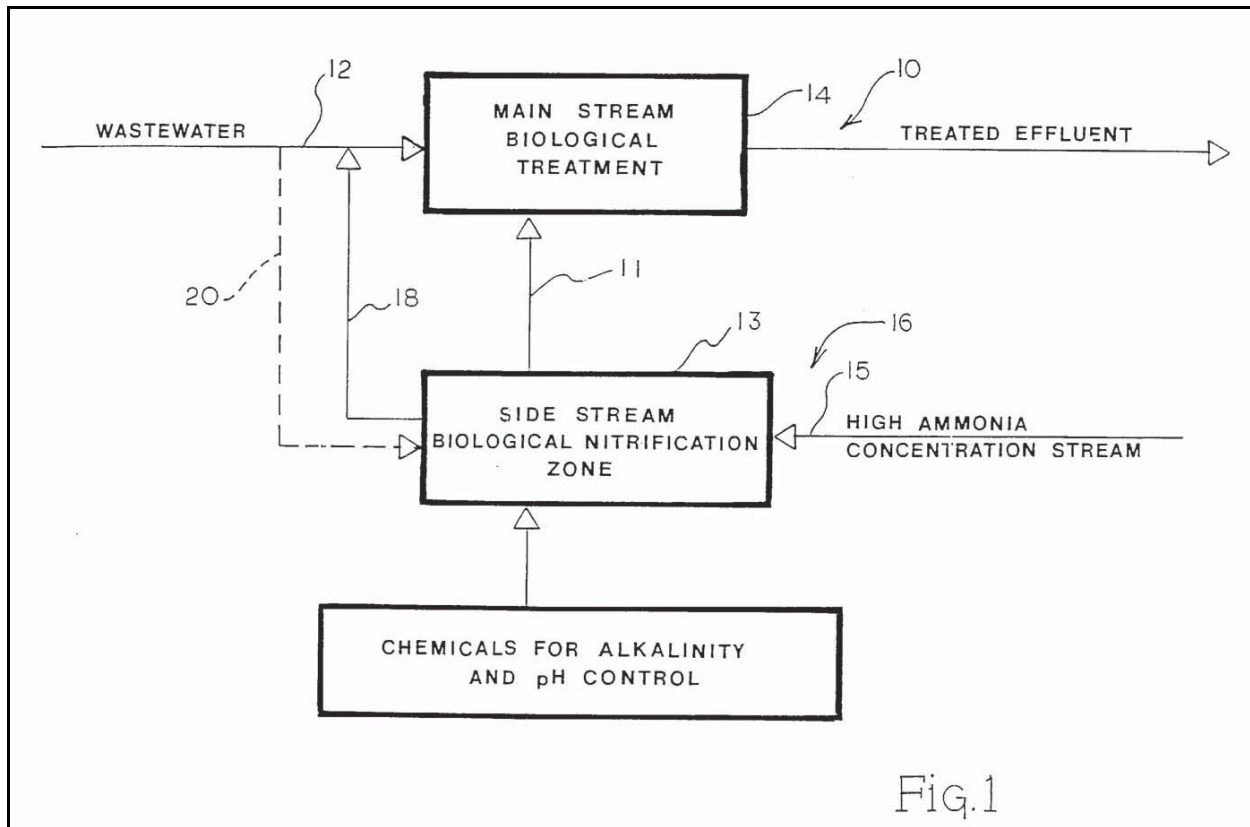 12
10
WASTEWATER
MAIN STREAM
BIOLOGICAL
TREATMENT
14
TREATED EFFLUENT
20
18
11
13
16
15
SIDE STREAM
BIOLOGICAL NITRIFICATION
ZONE
HIGH AMMONIA
CONCENTRATION STREAM
CHEMICALS FOR ALKALINITY
AND pH CONTROL
Fig.1